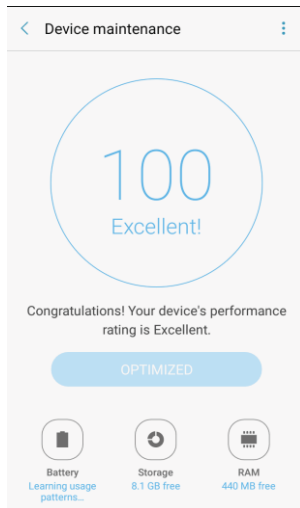 Device maintenance
100
Excellent!
Congratulations! Your device's performance
rating is Excellent.
OPTIMIZED
Battery
Learning usage
patterns...
Storage
8.1 GB free
RAM
440 MB free